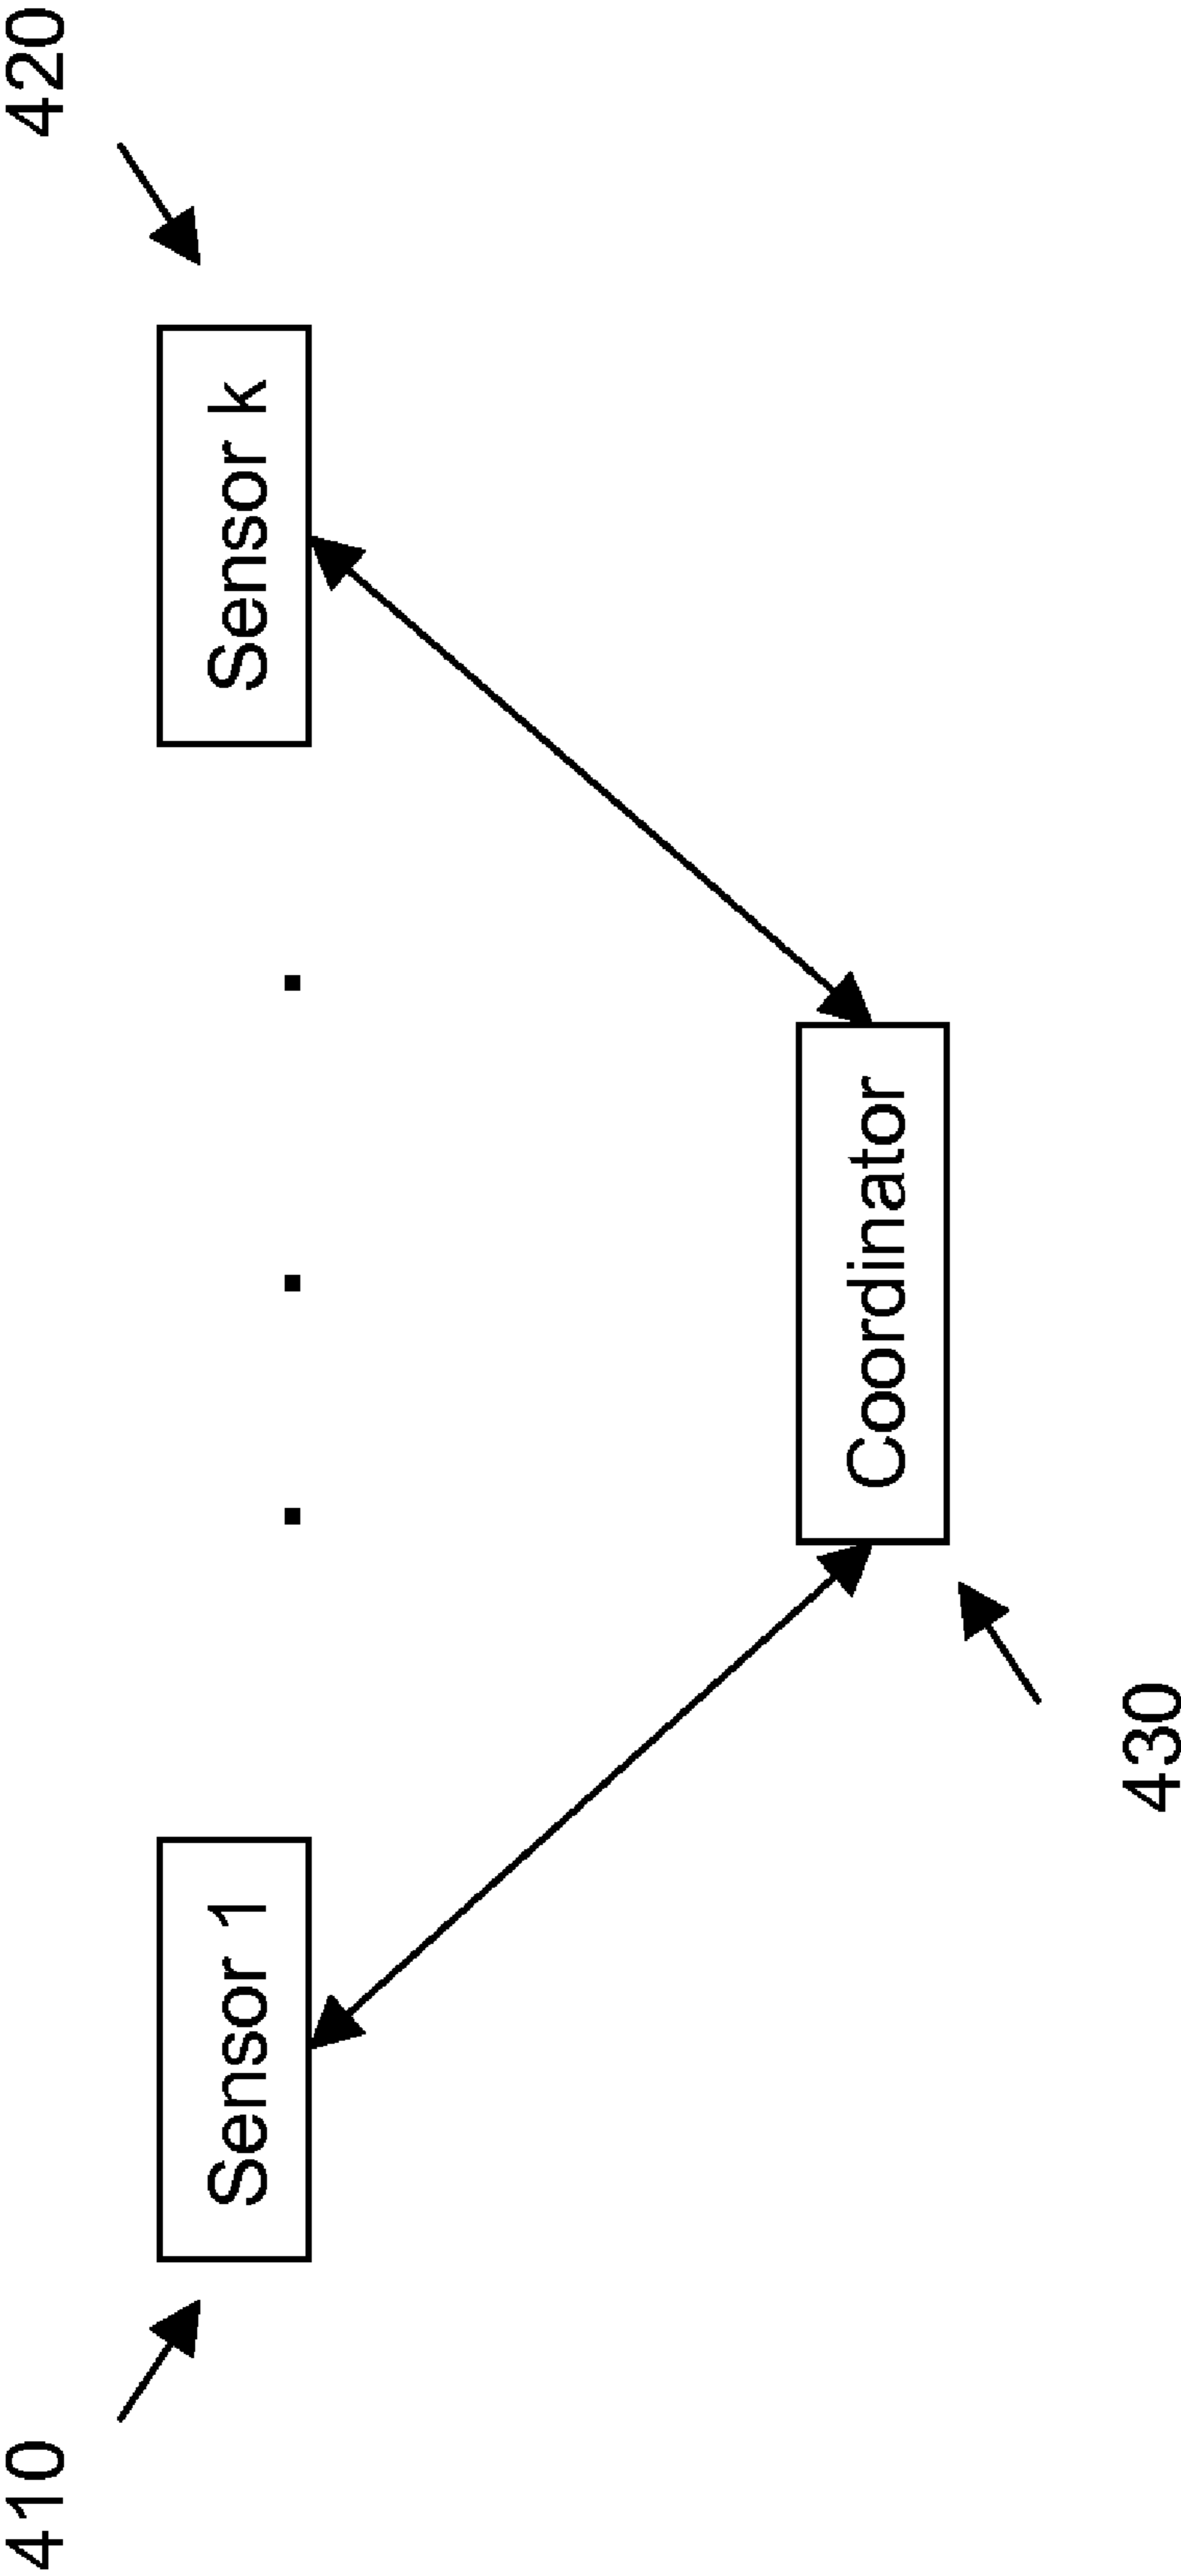 410
420
Sensor 1
Sensor k
. . .
Coordinator
430